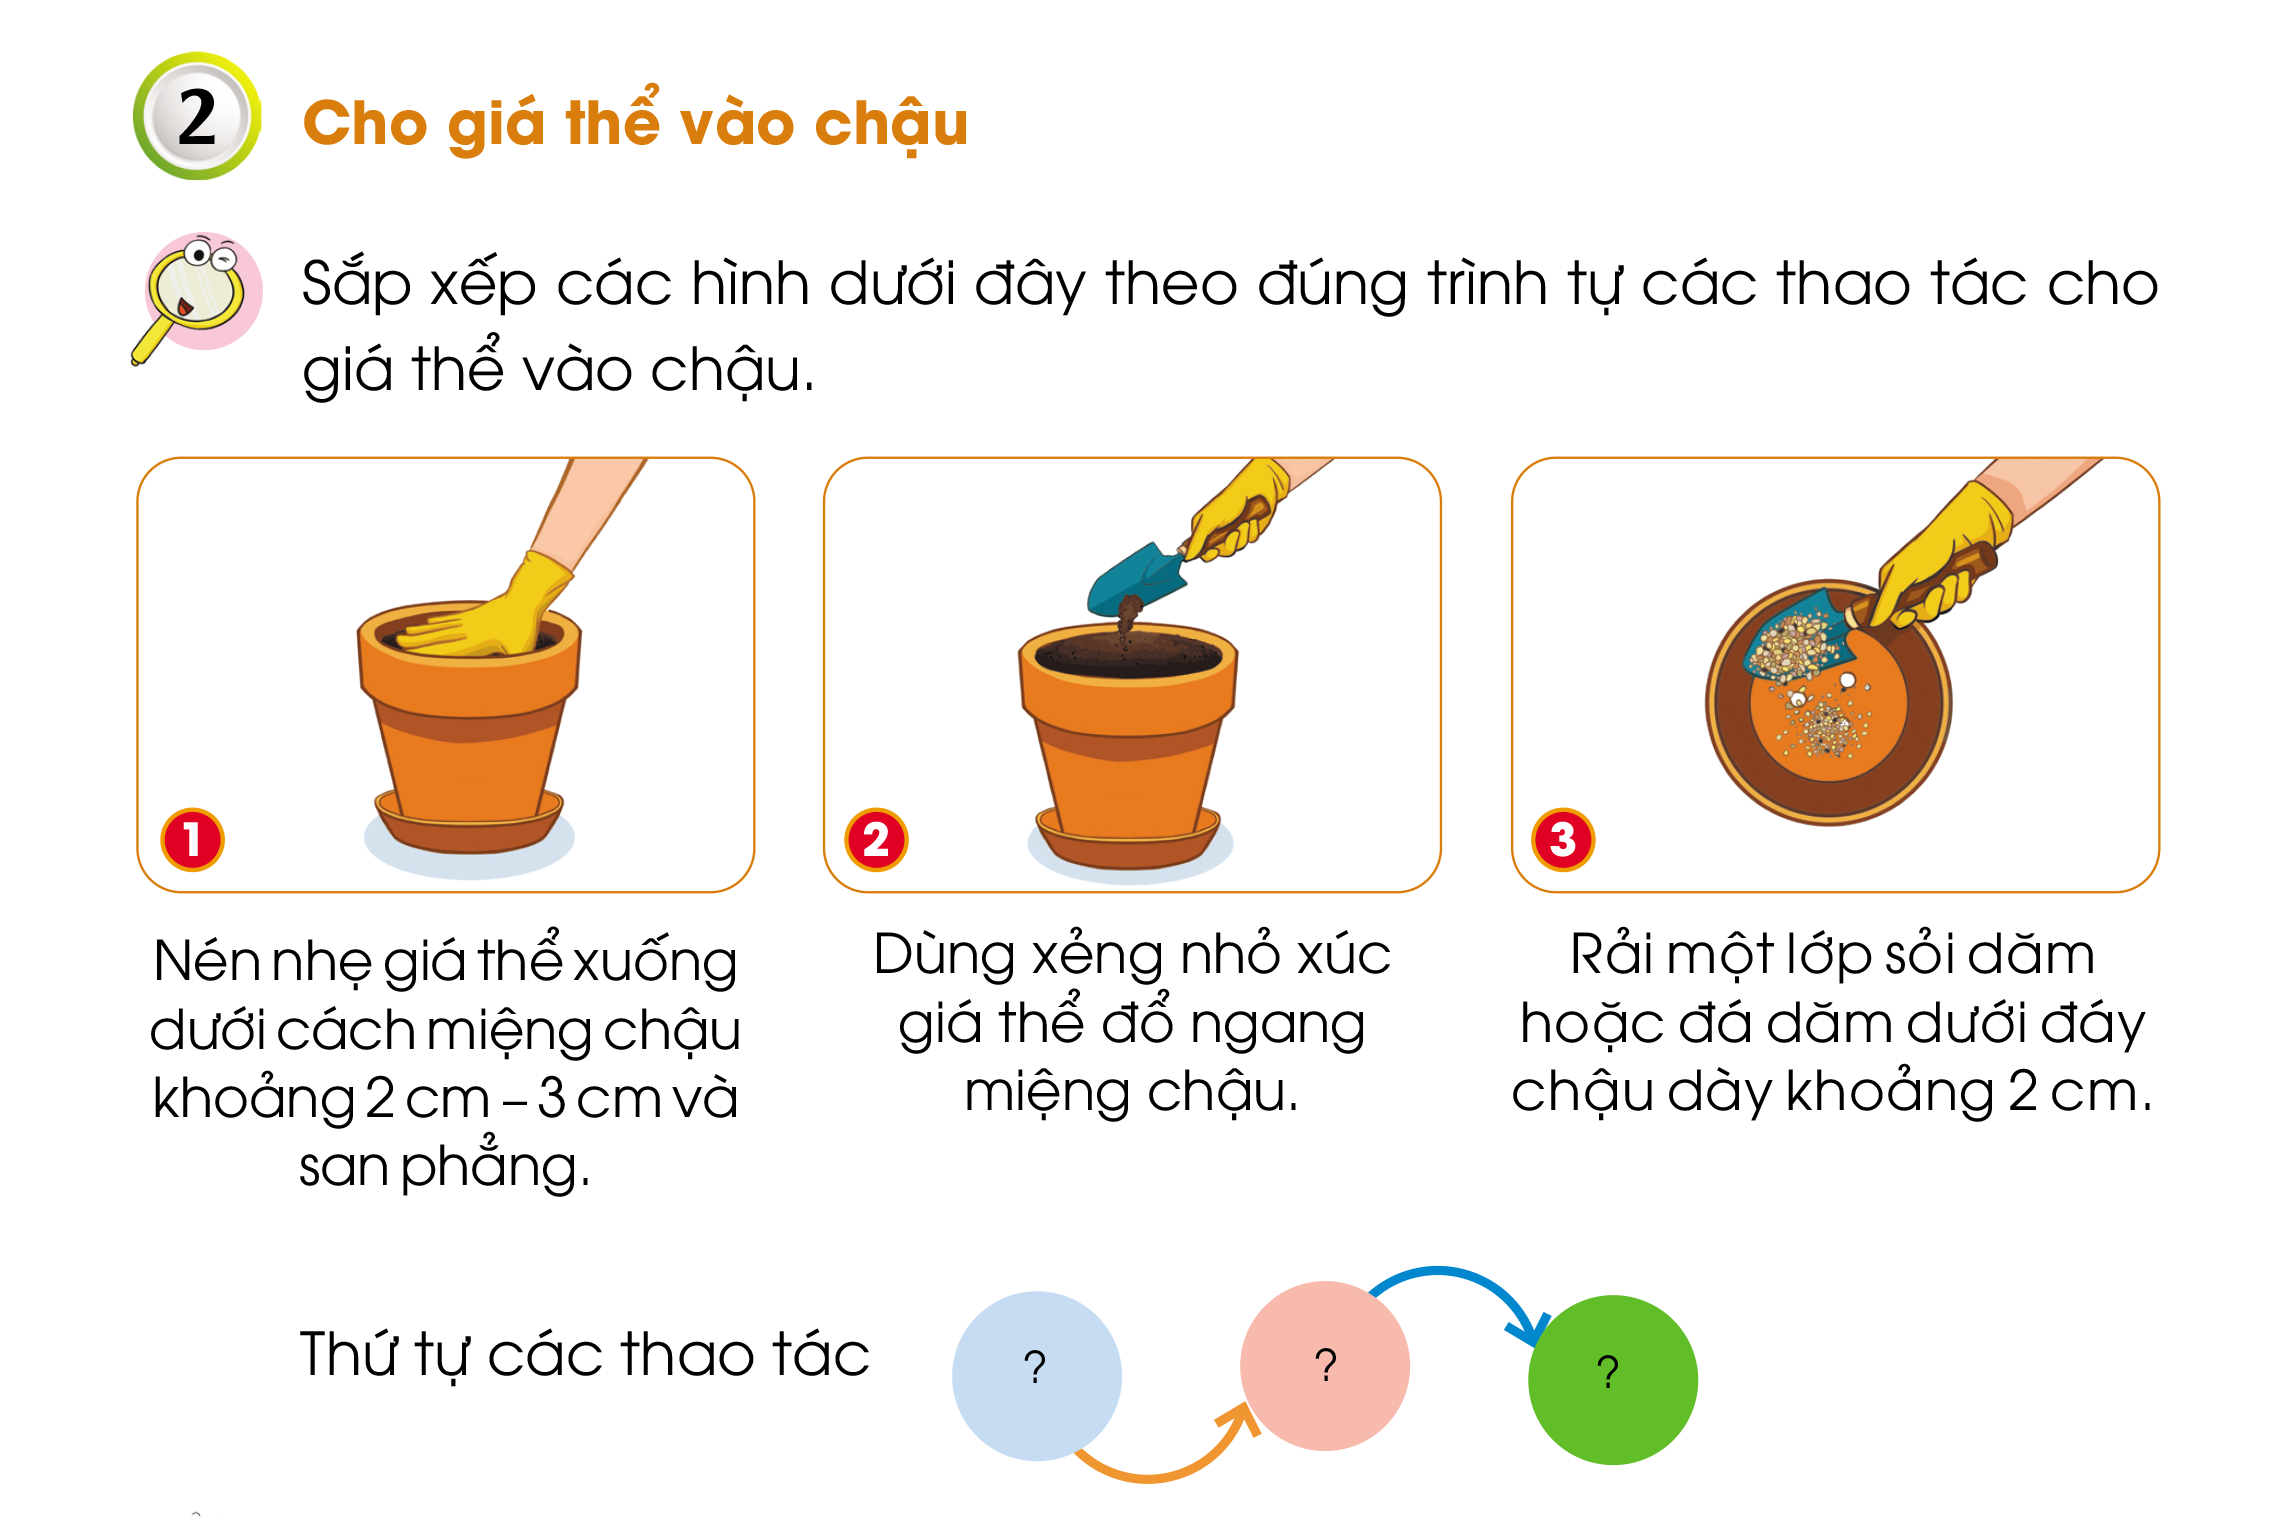 2
Cho giá thể vào chậu
Sắp xếp các hình dưới đây theo đúng trình tự các thao tác cho
giá thể vào chậu.
1
Nén nhẹ giá thể xuống
dưới cách miệng chậu
khoảng 2 cm – 3 cm và
san phẳng.
2
Dùng xẻng nhỏ xúc
giá thể đổ ngang
miệng chậu.
3
Rải một lớp sỏi dăm
hoặc đá dăm dưới đáy
chậu dày khoảng 2 cm.
Thứ tự các thao tác
?
?
?